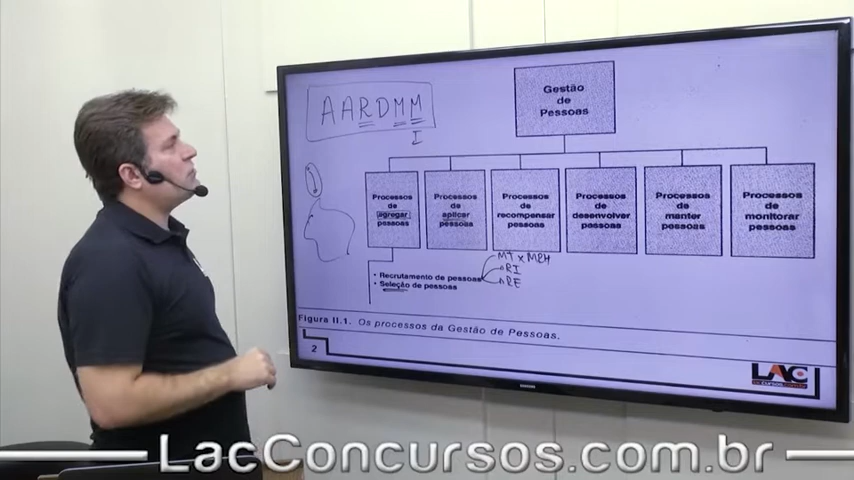 AARDMM
I
Gestão
de
Pessoas
Processos
de
agregar
pessoas
Processos
de
aplicar
pessoas
Processos
de
recompensar
pessoas
Processos
de
desenvolver
pessoas
Processos
de
manter
pessoas
Processos
de
monitorar
pessoas
• Recrutamento de pessoas
• Seleção de pessoas
MT x MRH
RI
RE
Figura II.1. Os processos da Gestão de Pessoas.
2
LAC
LacConcursos.com.br